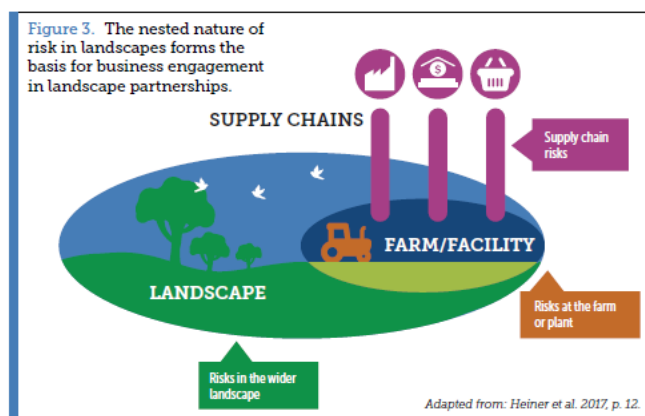 Figure 3. The nested nature of
risk in landscapes forms the
basis for business engagement
in landscape partnerships.
$
SUPPLY CHAINS
Supply chain
risks
FARM/FACILITY
LANDSCAPE
Risks at the farm
or plant
Risks in the wider
landscape
Adapted from: Heiner et al. 2017, p. 12.